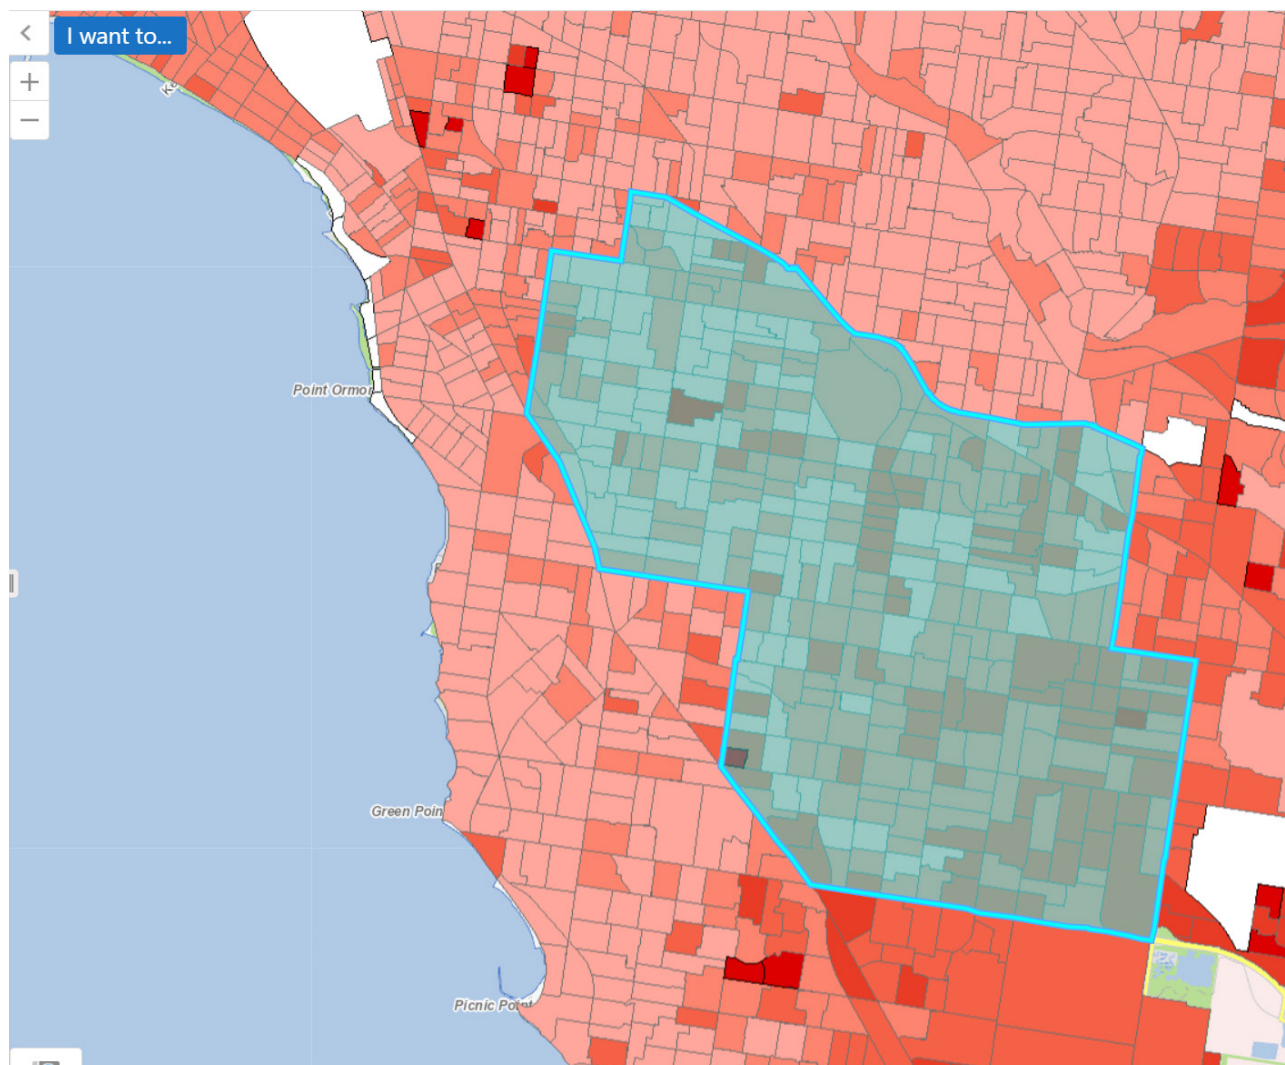 I want to...
K
+
−
Point Ormon
Green Poin
Picnic Point